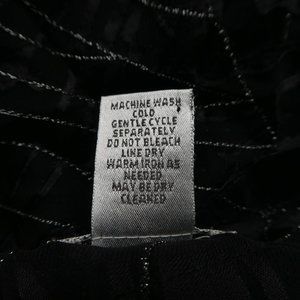 MACHINE WASH
COLD
GENTLE CYCLE
SEPARATELY
DO NOT BLEACH
LINE DRY
WARM IRON AS
NEEDED
MAY BE DRY
CLEANED